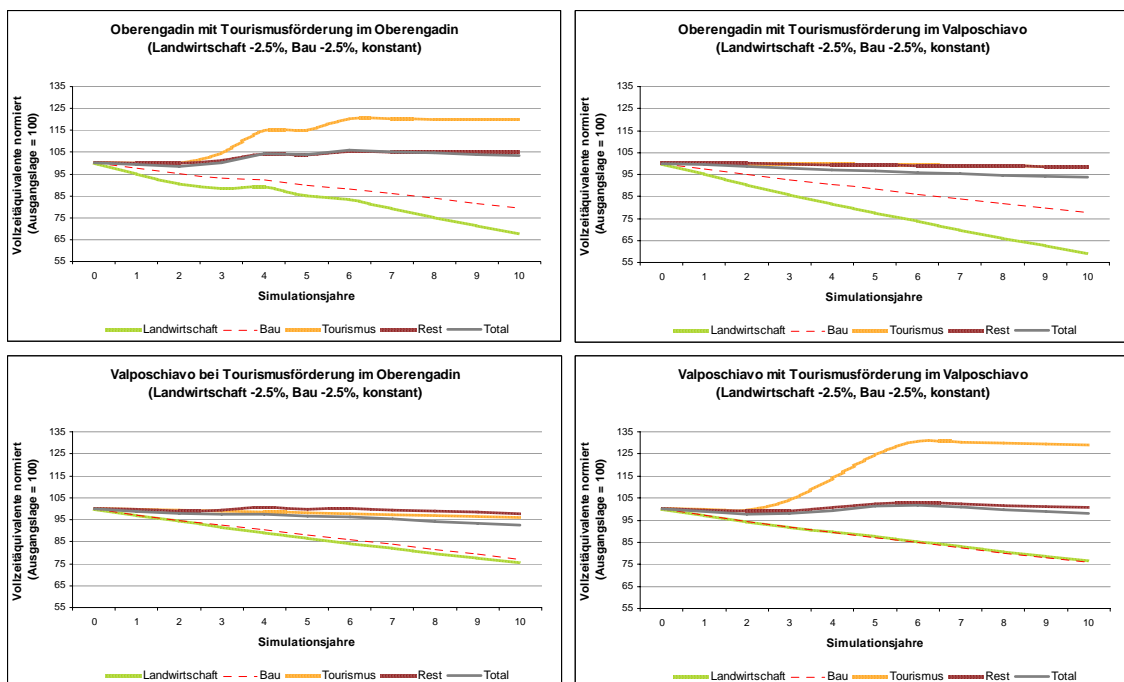 Oberengadin mit Tourismusförderung im Oberengadin
(Landwirtschaft -2.5%, Bau -2.5%, konstant)
Vollzeitäquivalente normiert
(Ausgangslage = 100)
135
125
115
105
95
85
75
65
55
0 1 2 3 4 5 6 7 8 9 10
Simulationsjahre
Landwirtschaft Bau Tourismus Rest Total
Oberengadin mit Tourismusförderung im Valposchiavo
(Landwirtschaft -2.5%, Bau -2.5%, konstant)
Vollzeitäquivalente normiert
(Ausgangslage = 100)
135
125
115
105
95
85
75
65
55
0 1 2 3 4 5 6 7 8 9 10
Simulationsjahre
Landwirtschaft Bau Tourismus Rest Total
Valposchiavo bei Tourismusförderung im Oberengadin
(Landwirtschaft -2.5%, Bau -2.5%, konstant)
Vollzeitäquivalente normiert
(Ausgangslage = 100)
135
125
115
105
95
85
75
65
55
0 1 2 3 4 5 6 7 8 9 10
Simulationsjahre
Landwirtschaft Bau Tourismus Rest Total
Valposchiavo mit Tourismusförderung im Valposchiavo
(Landwirtschaft -2.5%, Bau -2.5%, konstant)
Vollzeitäquivalente normiert
(Ausgangslage = 100)
135
125
115
105
95
85
75
65
55
0 1 2 3 4 5 6 7 8 9 10
Simulationsjahre
Landwirtschaft Bau Tourismus Rest Total